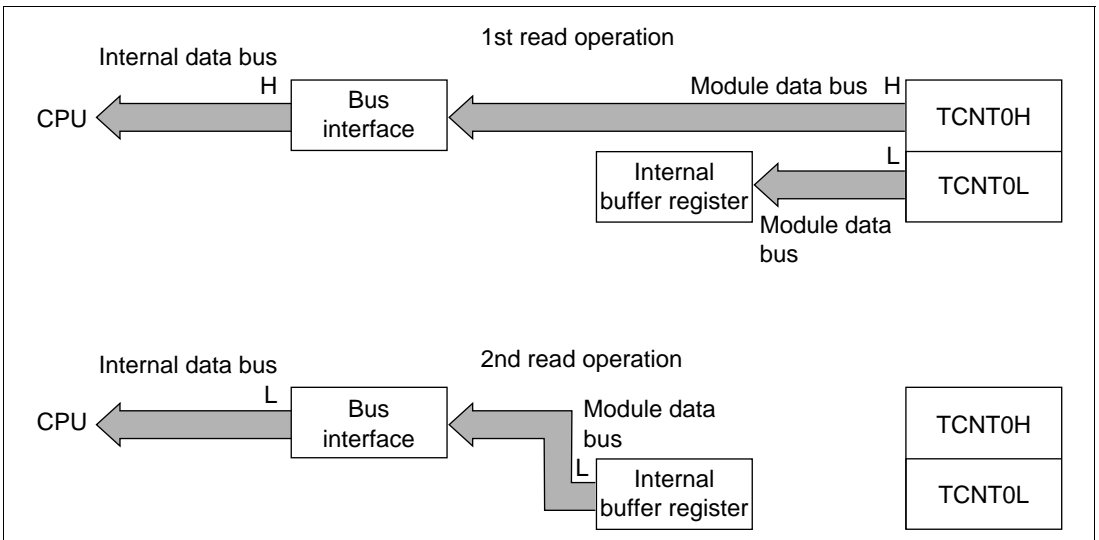 1st read operation
Internal data bus
H
CPU
Bus
interface
Module data bus
H
TCNT0H
L
Internal
buffer register
TCNT0L
Module data
bus
2nd read operation
Internal data bus
L
CPU
Bus
interface
Module data
bus
TCNT0H
L
Internal
buffer register
TCNT0L